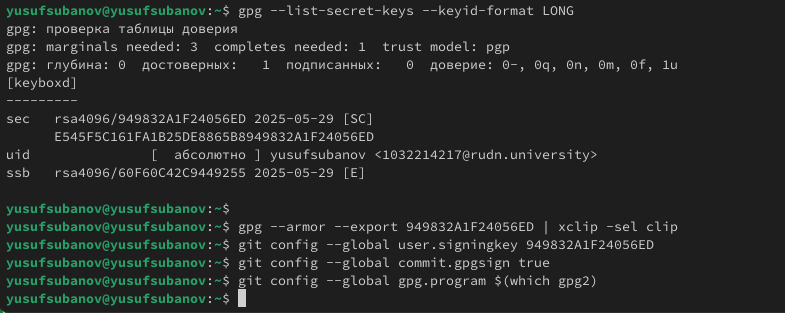 yusufsubanov@yusufsubanov:~$ gpg --list-secret-keys --keyid-format LONG
gpg: проверка таблицы доверия
gpg: marginals needed: 3  completes needed: 1  trust model: pgp
gpg: глубина: 0  достоверных:   1  подписанных:   0  доверие: 0-, 0q, 0n, 0m, 0f, 1u
[keyboxd]
---------
sec   rsa4096/949832A1F24056ED 2025-05-29 [SC]
      E545F5C161FA1B25DE8865B8949832A1F24056ED
uid               [  абсолютно ] yusufsubanov <1032214217@rudn.university>
ssb   rsa4096/60F60C42C9449255 2025-05-29 [E]
yusufsubanov@yusufsubanov:~$
yusufsubanov@yusufsubanov:~$ gpg --armor --export 949832A1F24056ED | xclip -sel clip
yusufsubanov@yusufsubanov:~$ git config --global user.signingkey 949832A1F24056ED
yusufsubanov@yusufsubanov:~$ git config --global commit.gpgsign true
yusufsubanov@yusufsubanov:~$ git config --global gpg.program $(which gpg2)
yusufsubanov@yusufsubanov:~$